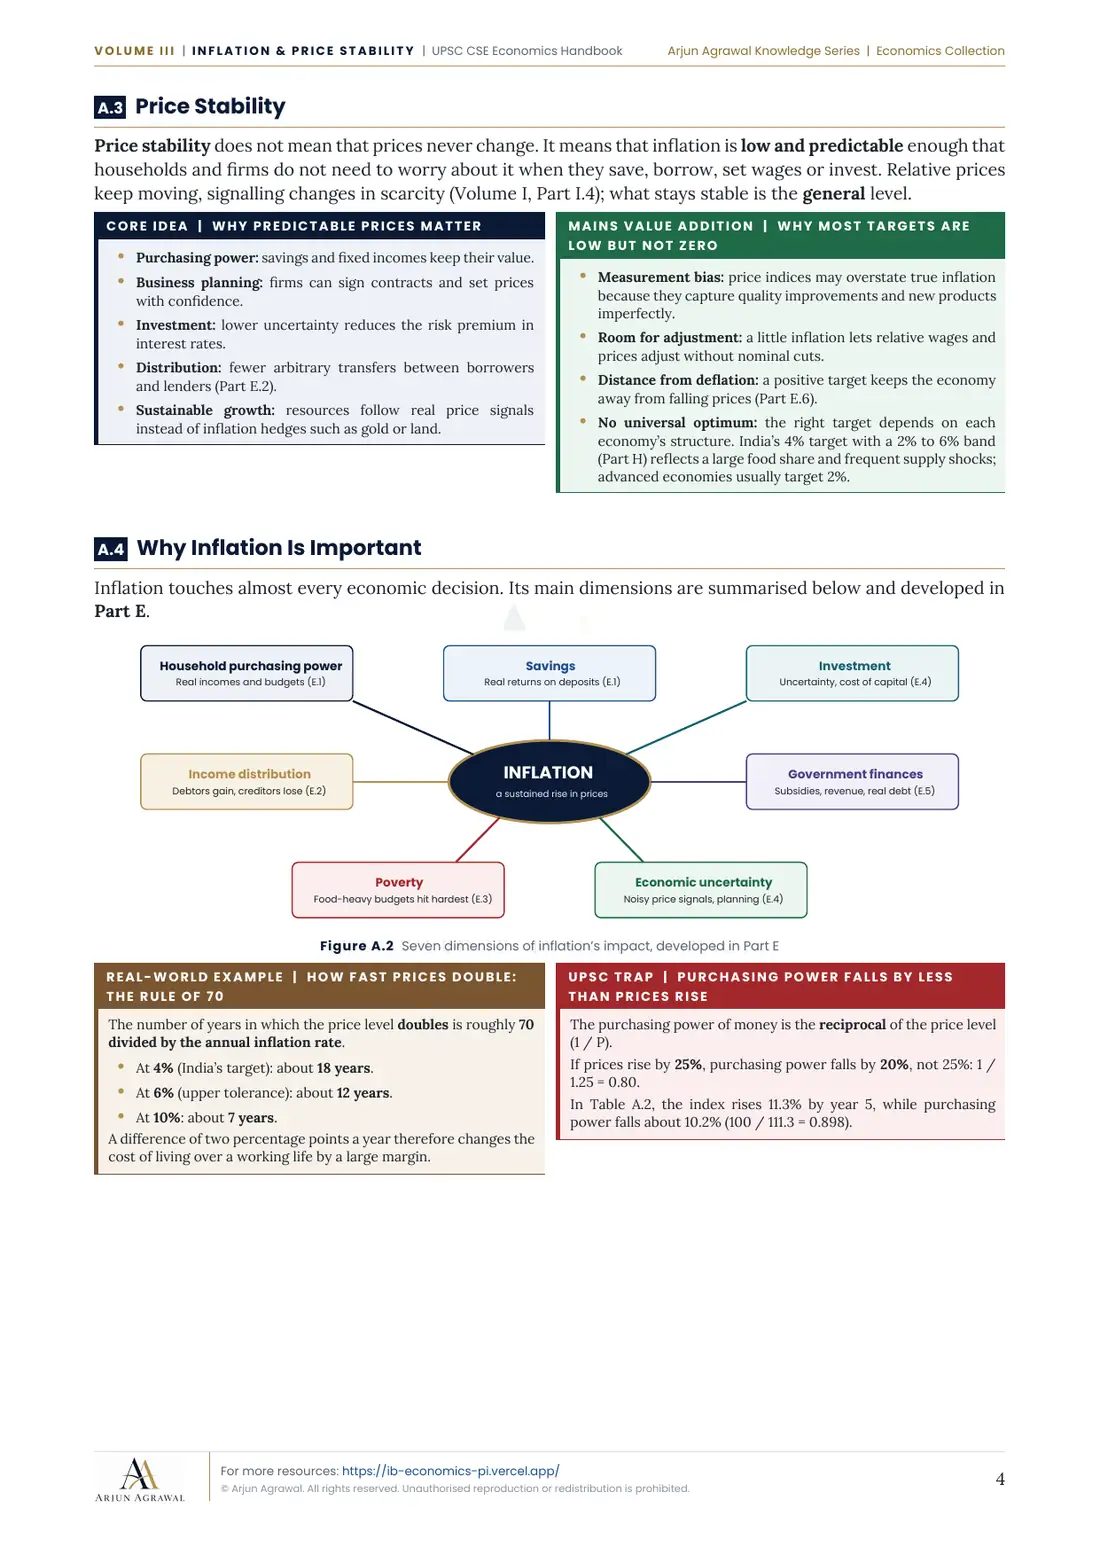 VOLUME III | INFLATION & PRICE STABILITY | UPSC CSE Economics Handbook
Arjun Agrawal Knowledge Series | Economics Collection
A.3 Price Stability
Price stability does not mean that prices never change. It means that inflation is low and predictable enough that
households and firms do not need to worry about it when they save, borrow, set wages or invest. Relative prices
keep moving, signalling changes in scarcity (Volume I, Part I.4); what stays stable is the general level.
CORE IDEA | WHY PREDICTABLE PRICES MATTER
• Purchasing power: savings and fixed incomes keep their value.
• Business planning: firms can sign contracts and set prices
with confidence.
• Investment: lower uncertainty reduces the risk premium in
interest rates.
• Distribution: fewer arbitrary transfers between borrowers
and lenders (Part E.2).
• Sustainable growth: resources follow real price signals
instead of inflation hedges such as gold or land.
MAINS VALUE ADDITION | WHY MOST TARGETS ARE
LOW BUT NOT ZERO
• Measurement bias: price indices may overstate true inflation
because they capture quality improvements and new products
imperfectly.
• Room for adjustment: a little inflation lets relative wages and
prices adjust without nominal cuts.
• Distance from deflation: a positive target keeps the economy
away from falling prices (Part E.6).
• No universal optimum: the right target depends on each
economy’s structure. India’s 4% target with a 2% to 6% band
(Part H) reflects a large food share and frequent supply shocks;
advanced economies usually target 2%.
A.4 Why Inflation Is Important
Inflation touches almost every economic decision. Its main dimensions are summarised below and developed in
Part E.
Household purchasing power
Real incomes and budgets (E.1)
Savings
Real returns on deposits (E.1)
Investment
Uncertainty, cost of capital (E.4)
Income distribution
Debtors gain, creditors lose (E.2)
INFLATION
a sustained rise in prices
Government finances
Subsidies, revenue, real debt (E.5)
Poverty
Food-heavy budgets hit hardest (E.3)
Economic uncertainty
Noisy price signals, planning (E.4)
Figure A.2 Seven dimensions of inflation’s impact, developed in Part E
REAL-WORLD EXAMPLE | HOW FAST PRICES DOUBLE:
THE RULE OF 70
The number of years in which the price level doubles is roughly 70
divided by the annual inflation rate.
• At 4% (India’s target): about 18 years.
• At 6% (upper tolerance): about 12 years.
• At 10%: about 7 years.
A difference of two percentage points a year therefore changes the
cost of living over a working life by a large margin.
UPSC TRAP | PURCHASING POWER FALLS BY LESS
THAN PRICES RISE
The purchasing power of money is the reciprocal of the price level
(1 / P).
If prices rise by 25%, purchasing power falls by 20%, not 25%: 1 /
1.25 = 0.80.
In Table A.2, the index rises 11.3% by year 5, while purchasing
power falls about 10.2% (100 / 111.3 = 0.898).
ARJUN AGRAWAL
For more resources: https://ib-economics-pi.vercel.app/
© Arjun Agrawal. All rights reserved. Unauthorised reproduction or redistribution is prohibited.
4